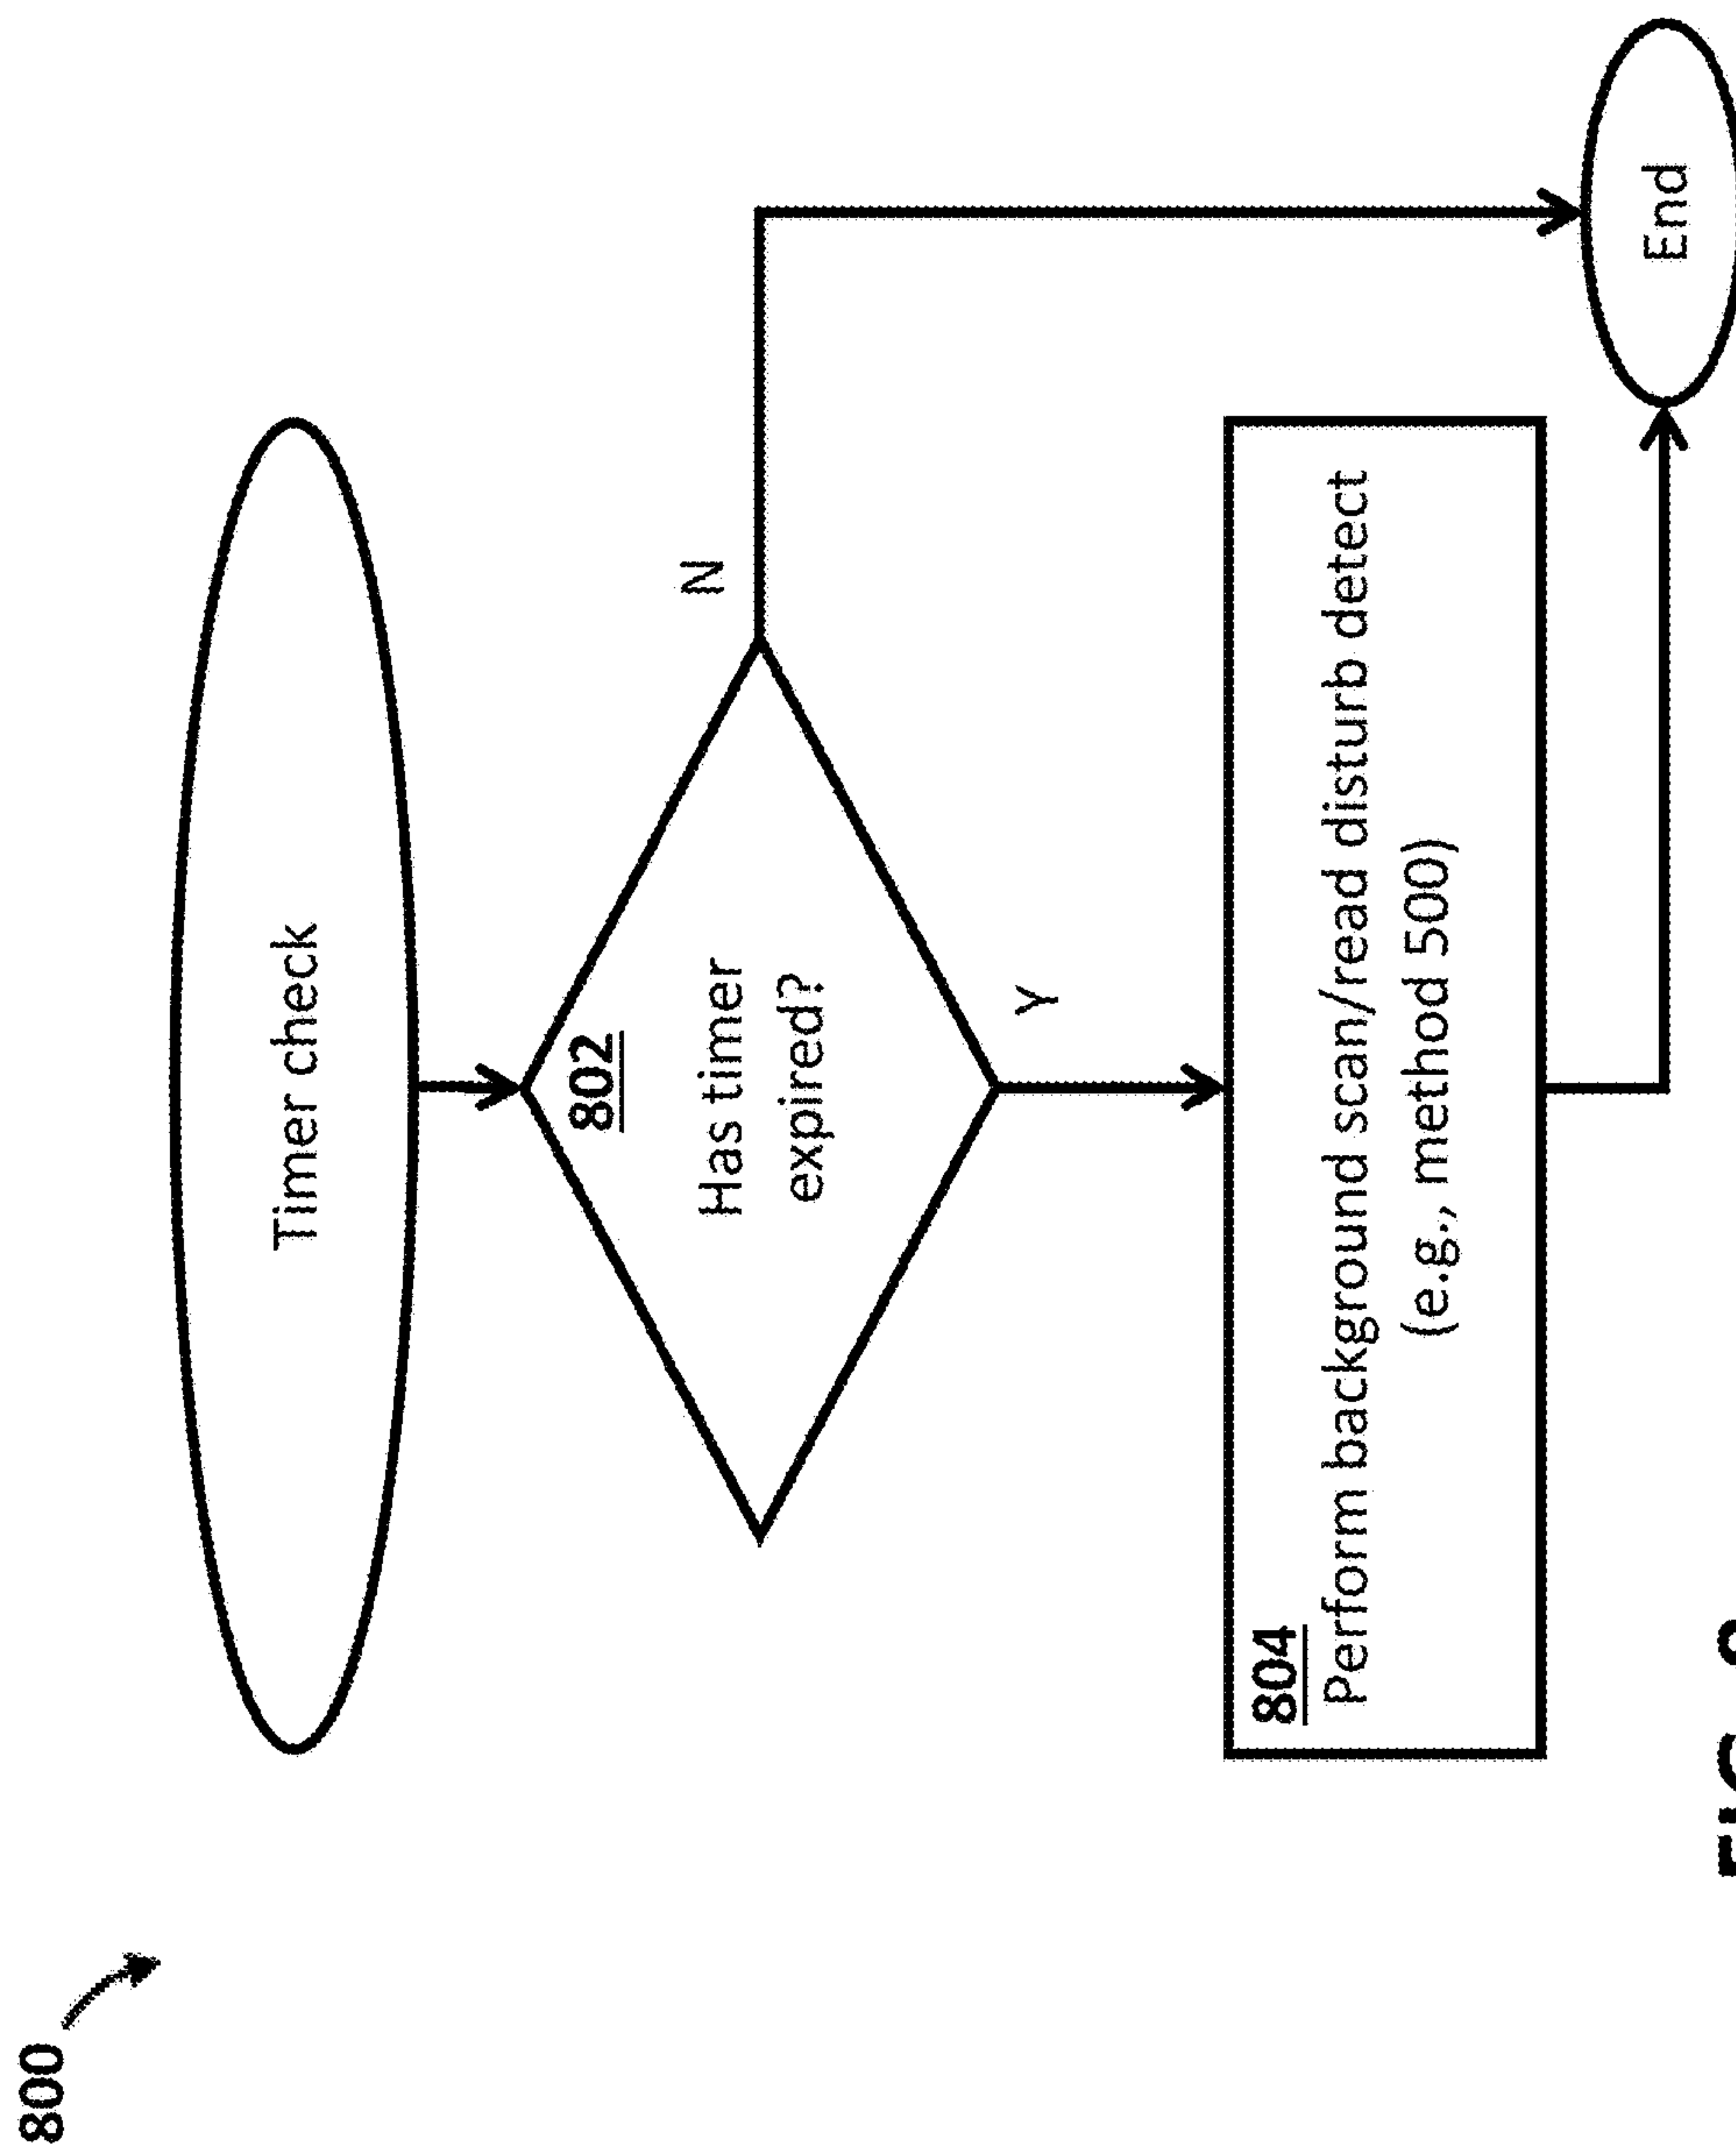 800
Timer check
802
Has timer
expired?
N
Y
804
Perform background scan/read disturb detect
(e.g., method 500)
End